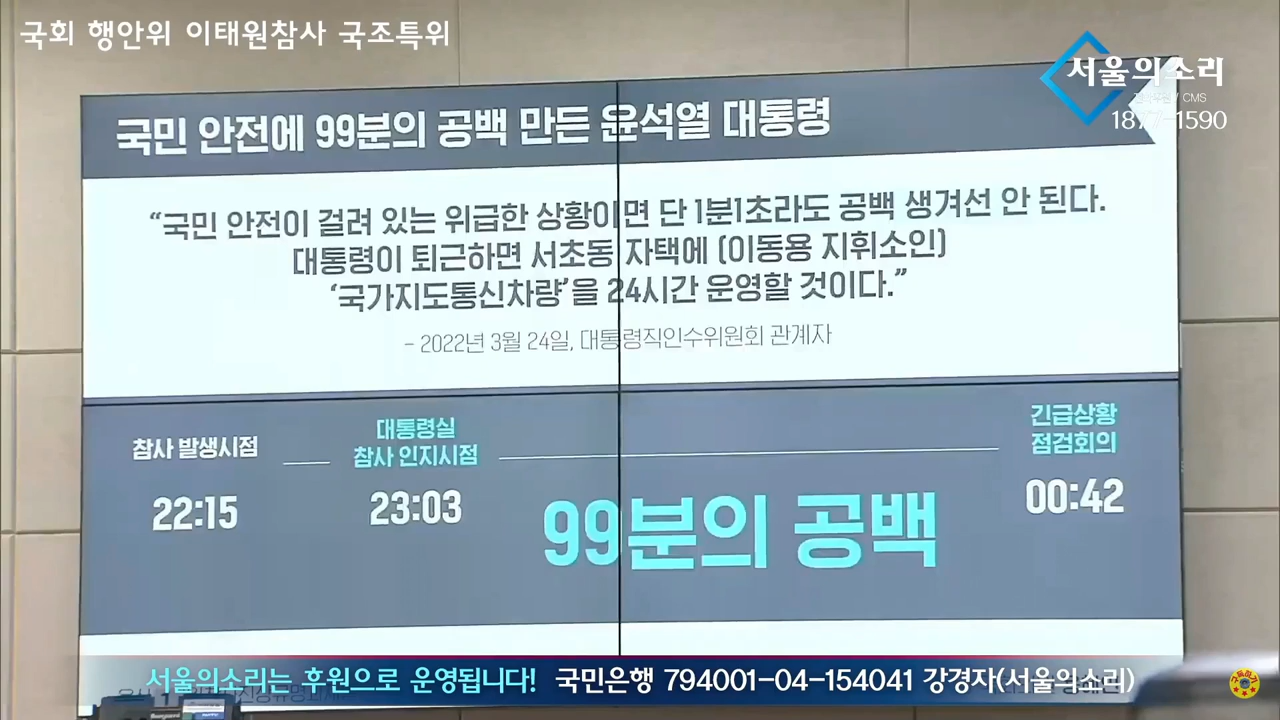 국회 행안위 이태원참사 국조특위
서울의소리
/ CMS
1877-1590
국민 안전에 99분의 공백 만든 윤석열 대통령
“국민 안전이 걸려 있는 위급한 상황이면 단 1분1초라도 공백 생겨선 안 된다.
대통령이 퇴근하면 서초동 자택에 (이동용 지휘소인)
‘국가지도통신차량’을 24시간 운영할 것이다.”
- 2022년 3월 24일, 대통령직인수위원회 관계자
참사 발생시점
22:15
대통령실
참사 인지시점
23:03
99분의 공백
긴급상황
점검회의
00:42
서울의소리는 후원으로 운영됩니다! 국민은행 794001-04-154041 강경자(서울의소리)